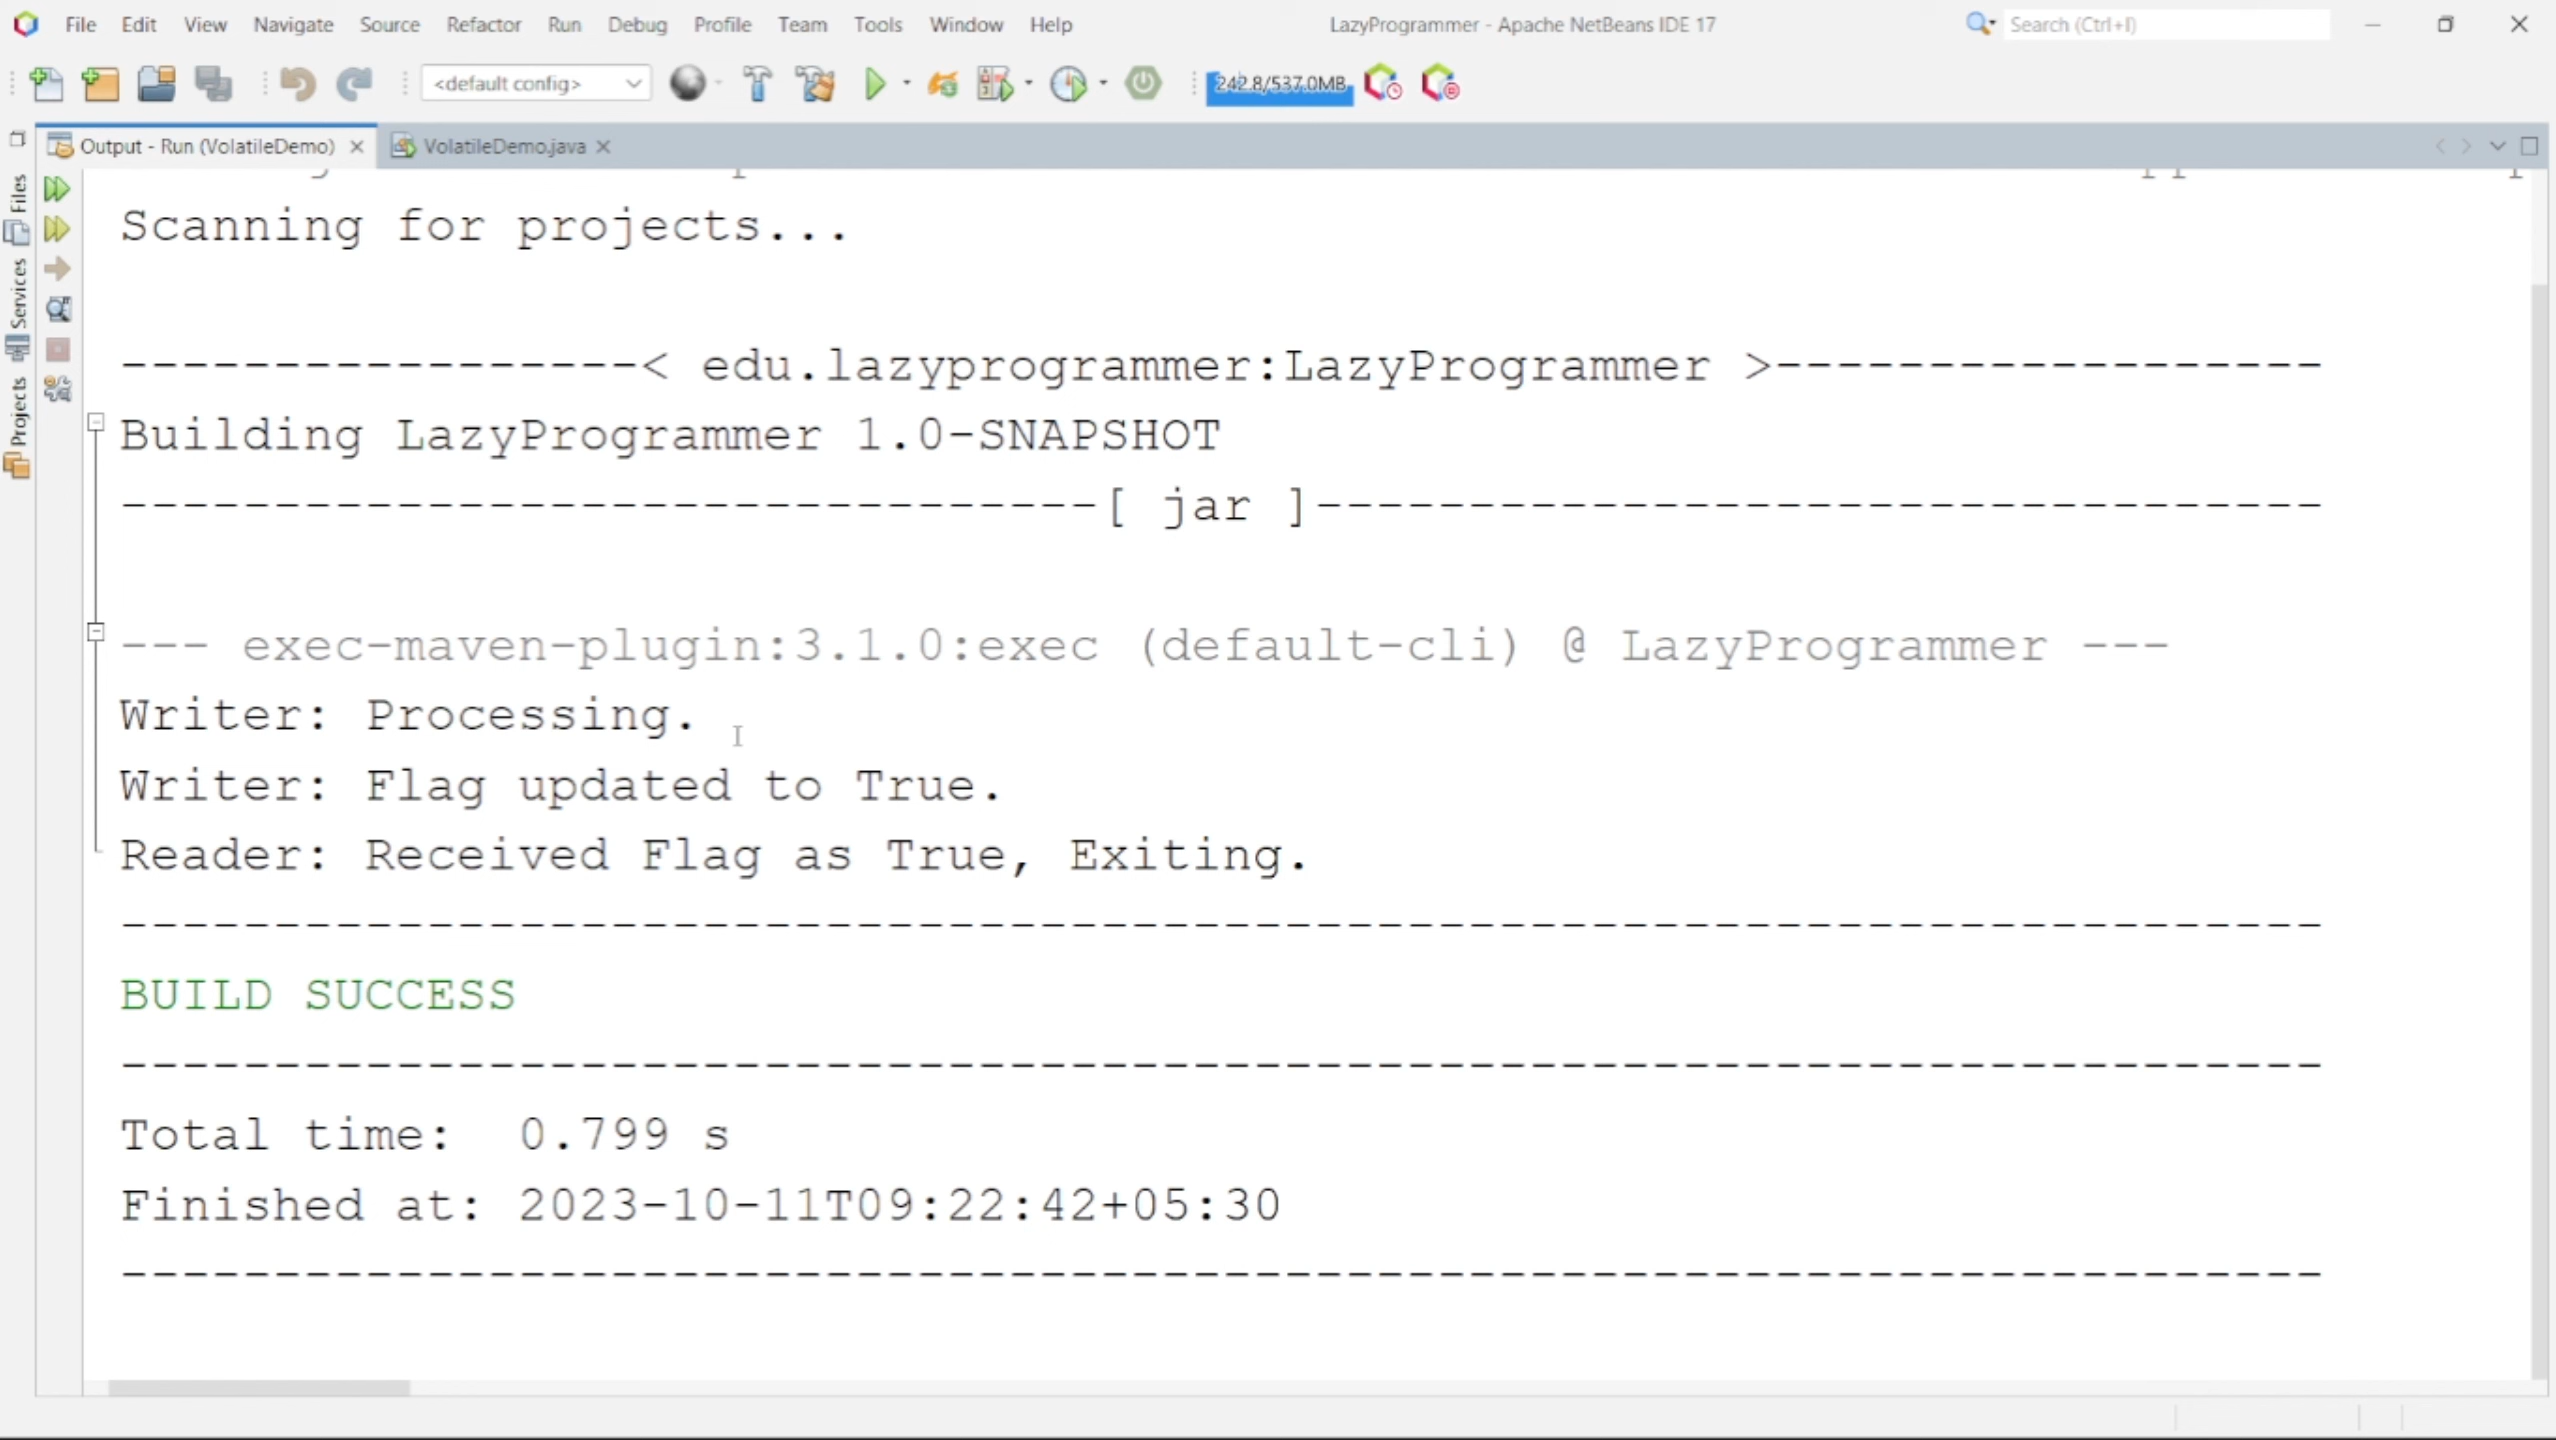 File Edit View Navigate Source Refactor Run Debug Profile Team Tools Window Help
LazyProgrammer - Apache NetBeans IDE 17
Search (Ctrl+I)
<default config>
242.8/537.0MB
Output - Run (VolatileDemo)
VolatileDemo.java
Files
Services
Projects
Scanning for projects...
-----------------< edu.lazyprogrammer:LazyProgrammer >------------------
Building LazyProgrammer 1.0-SNAPSHOT
--------------------------------[ jar ]---------------------------------
--- exec-maven-plugin:3.1.0:exec (default-cli) @ LazyProgrammer ---
Writer: Processing.
Writer: Flag updated to True.
Reader: Received Flag as True, Exiting.
------------------------------------------------------------------------
BUILD SUCCESS
------------------------------------------------------------------------
Total time:  0.799 s
Finished at: 2023-10-11T09:22:42+05:30
------------------------------------------------------------------------